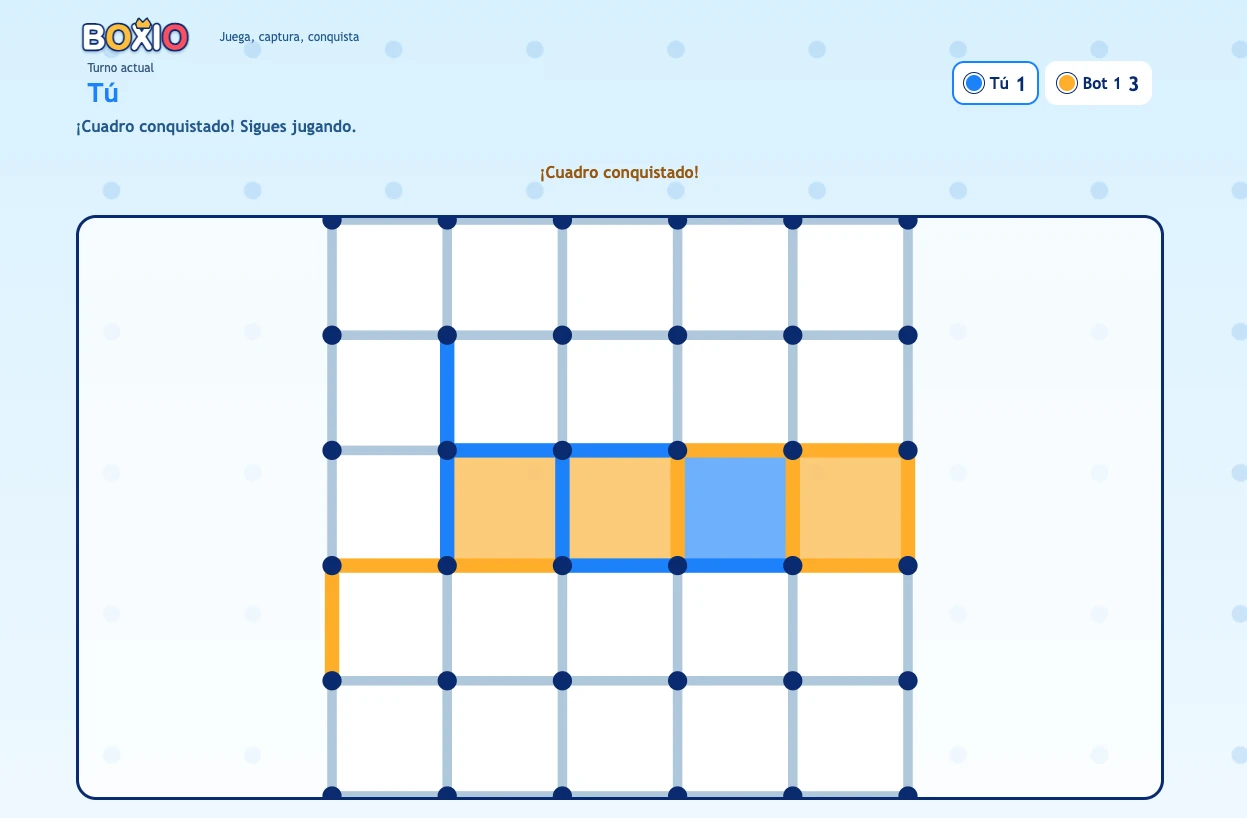 BOXIO
Juega, captura, conquista
Turno actual
Tú
Tú 1
Bot 1 3
¡Cuadro conquistado! Sigues jugando.
¡Cuadro conquistado!